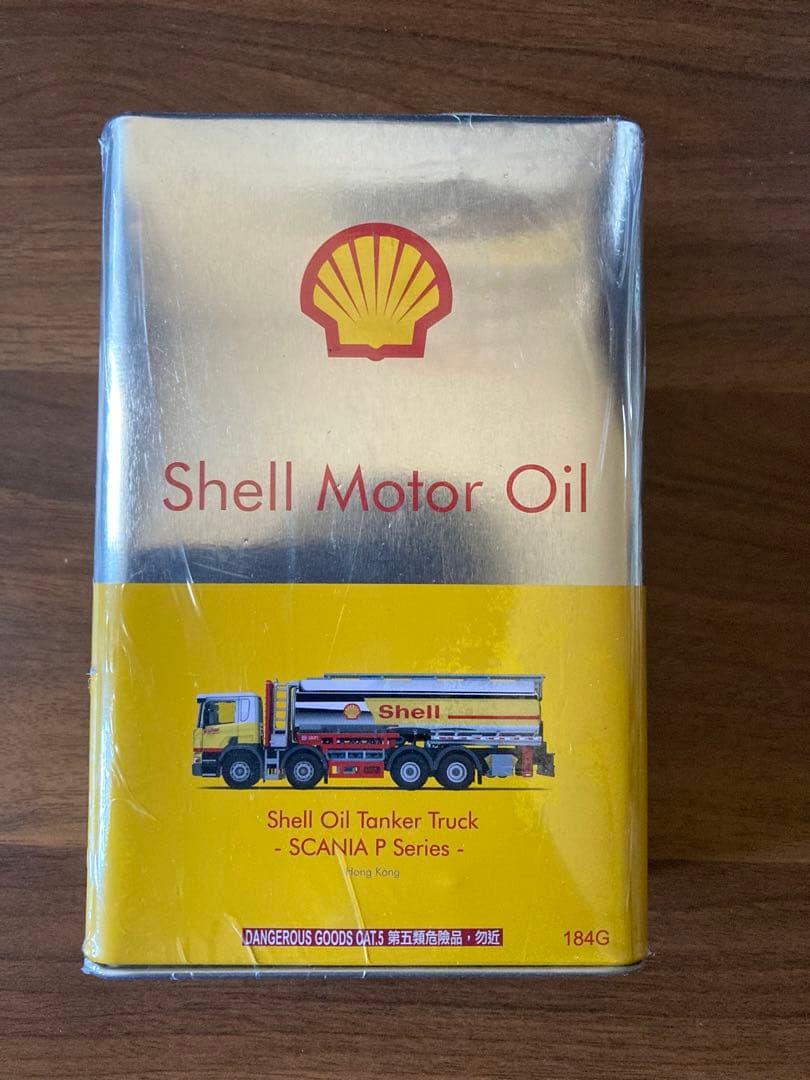 Shell Motor Oil
Shell
Shell Oil Tanker Truck
- SCANIA P Series -
Hong Kong
DANGEROUS GOODS CAT.5 第五類危險品，勿近
184G